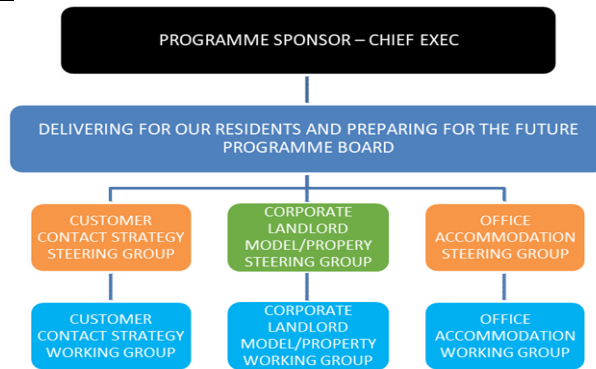 PROGRAMME SPONSOR – CHIEF EXEC
DELIVERING FOR OUR RESIDENTS AND PREPARING FOR THE FUTURE
PROGRAMME BOARD
CUSTOMER
CONTACT STRATEGY
STEERING GROUP
CORPORATE
LANDLORD
MODEL/PROPERY
STEERING GROUP
OFFICE
ACCOMMODATION
STEERING GROUP
CUSTOMER
CONTACT STRATEGY
WORKING GROUP
CORPORATE
LANDLORD
MODEL/PROPERTY
WORKING GROUP
OFFICE
ACCOMMODATION
WORKING GROUP